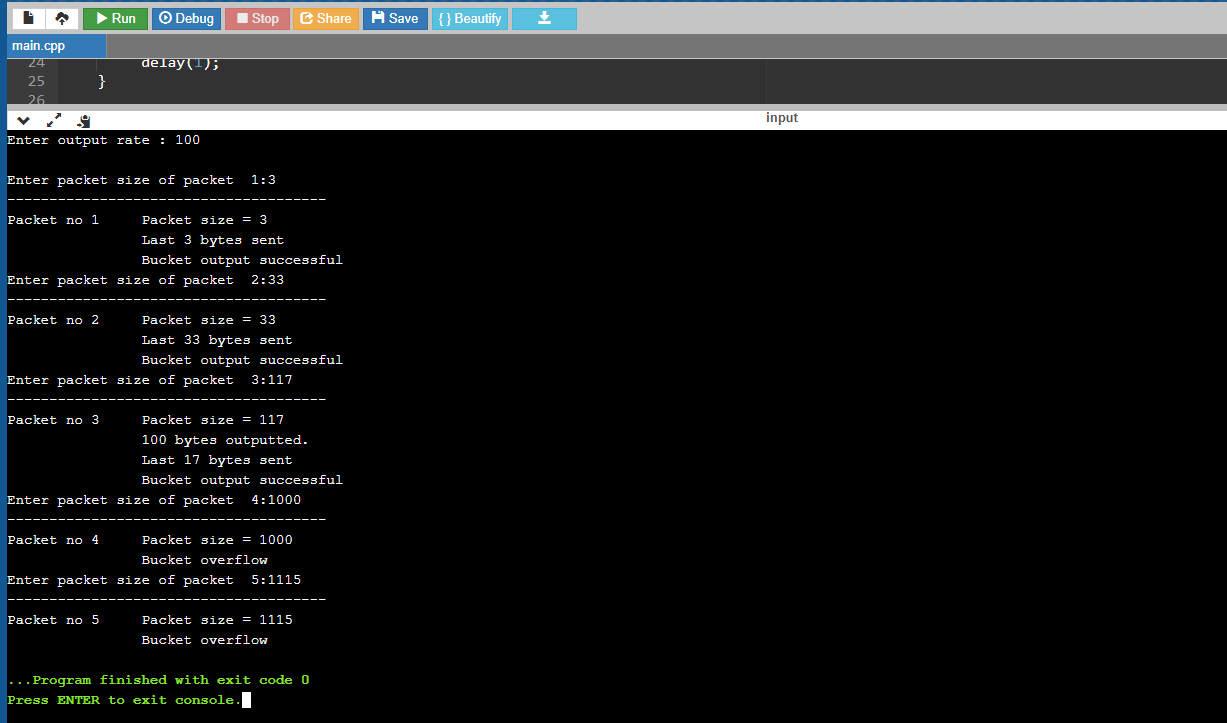 Run Debug Stop Share Save { } Beautify
main.cpp
24 delay(1);
25 }
26
input
Enter output rate : 100
Enter packet size of packet  1:3
--------------------------------------
Packet no 1     Packet size = 3
Last 3 bytes sent
Bucket output successful
Enter packet size of packet  2:33
--------------------------------------
Packet no 2     Packet size = 33
Last 33 bytes sent
Bucket output successful
Enter packet size of packet  3:117
--------------------------------------
Packet no 3     Packet size = 117
100 bytes outputted.
Last 17 bytes sent
Bucket output successful
Enter packet size of packet  4:1000
--------------------------------------
Packet no 4     Packet size = 1000
Bucket overflow
Enter packet size of packet  5:1115
--------------------------------------
Packet no 5     Packet size = 1115
Bucket overflow
...Program finished with exit code 0
Press ENTER to exit console.